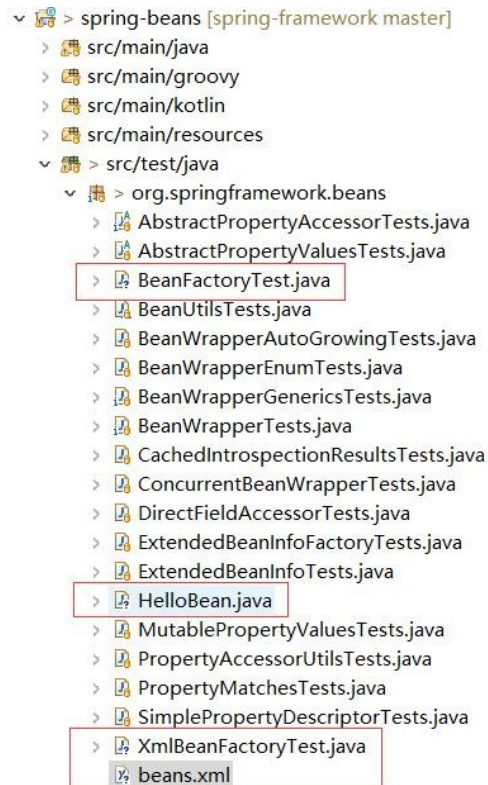 > spring-beans [spring-framework master]
src/main/java
src/main/groovy
src/main/kotlin
src/main/resources
> src/test/java
> org.springframework.beans
AbstractPropertyAccessorTests.java
AbstractPropertyValuesTests.java
BeanFactoryTest.java
BeanUtilsTests.java
BeanWrapperAutoGrowingTests.java
BeanWrapperEnumTests.java
BeanWrapperGenericsTests.java
BeanWrapperTests.java
CachedIntrospectionResultsTests.java
ConcurrentBeanWrapperTests.java
DirectFieldAccessorTests.java
ExtendedBeanInfoFactoryTests.java
ExtendedBeanInfoTests.java
HelloBean.java
MutablePropertyValuesTests.java
PropertyAccessorUtilsTests.java
PropertyMatchesTests.java
SimplePropertyDescriptorTests.java
XmlBeanFactoryTest.java
beans.xml